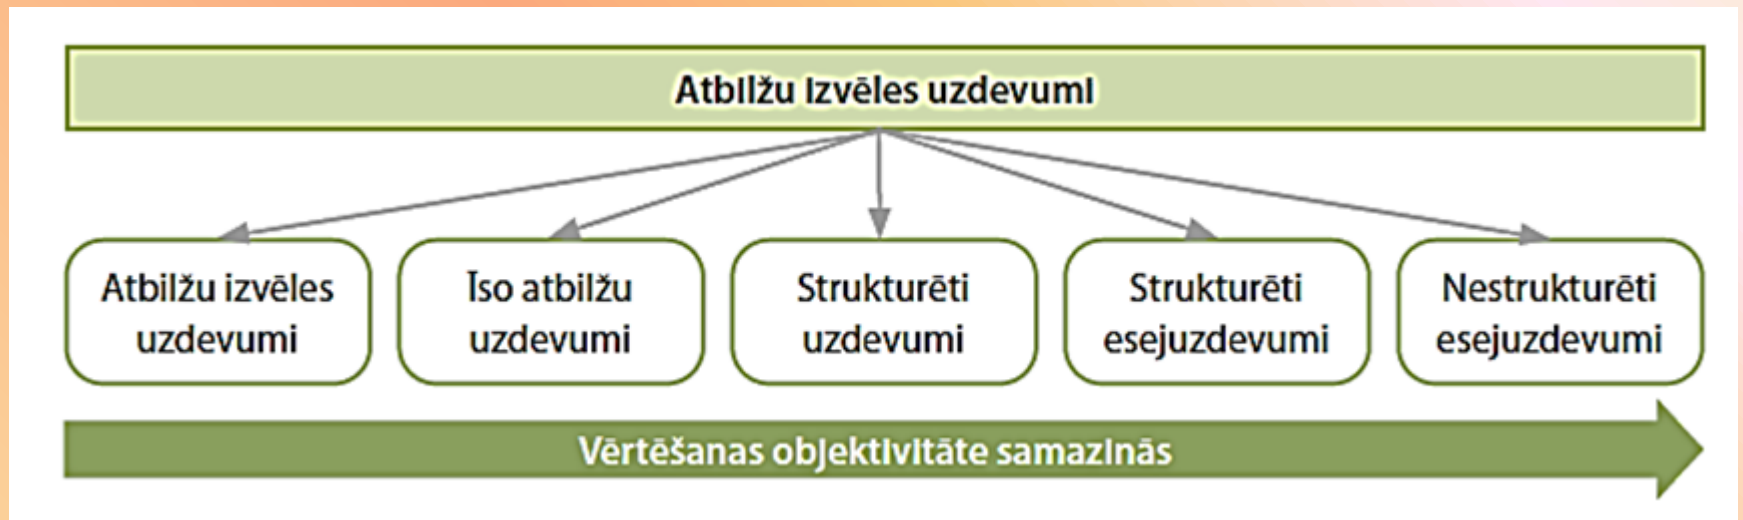 Atbilžu izvēles uzdevumi
Atbilžu izvēles
uzdevumi
Īso atbilžu
uzdevumi
Strukturēti
uzdevumi
Strukturēti
esejuzdevumi
Nestrukturēti
esejuzdevumi
Vērtēšanas objektivitāte samazinās